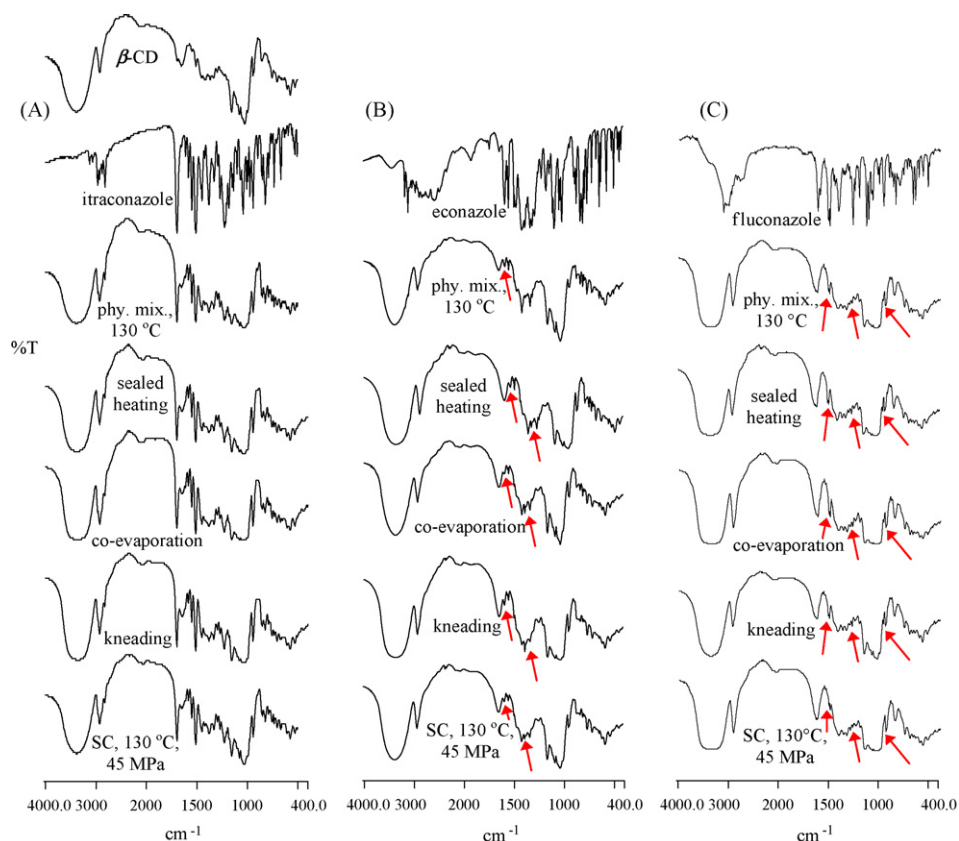 β-CD
(A)
itraconazole
phy. mix.,
130 °C
%T
sealed
heating
co-evaporation
kneading
SC, 130 °C,
45 MPa
4000.0 3000 2000 1500 1000 400.0
cm-1
(B)
econazole
phy. mix.,
130 °C
sealed
heating
co-evaporation
kneading
SC, 130 °C,
45 MPa
4000.0 3000 2000 1500 1000 400.0
cm-1
(C)
fluconazole
phy. mix.,
130 °C
sealed
heating
co-evaporation
kneading
SC, 130°C,
45 MPa
4000.0 3000 2000 1500 1000 400.0
cm-1